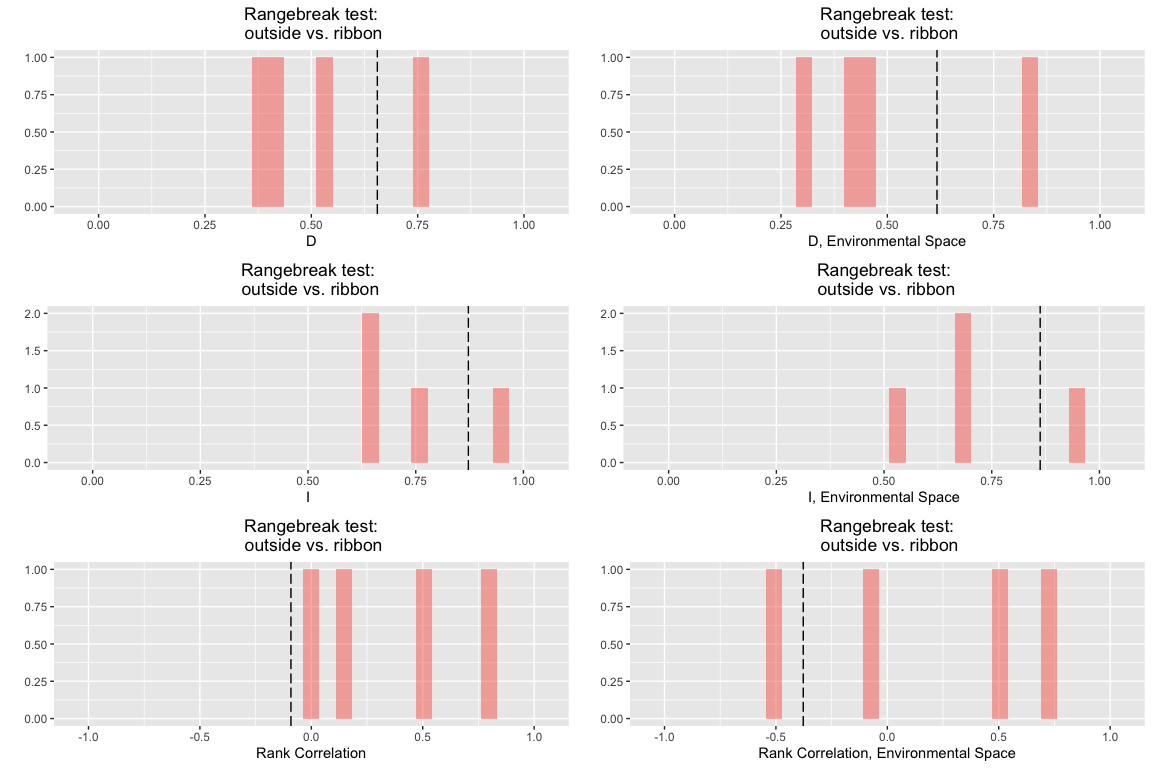 Rangebreak test:
outside vs. ribbon
1.00
0.75
0.50
0.25
0.00
0.00 0.25 0.50 0.75 1.00
D
Rangebreak test:
outside vs. ribbon
1.00
0.75
0.50
0.25
0.00
0.00 0.25 0.50 0.75 1.00
D, Environmental Space
Rangebreak test:
outside vs. ribbon
2.0
1.5
1.0
0.5
0.0
0.00 0.25 0.50 0.75 1.00
I
Rangebreak test:
outside vs. ribbon
2.0
1.5
1.0
0.5
0.0
0.00 0.25 0.50 0.75 1.00
I, Environmental Space
Rangebreak test:
outside vs. ribbon
1.00
0.75
0.50
0.25
0.00
-1.0 -0.5 0.0 0.5 1.0
Rank Correlation
Rangebreak test:
outside vs. ribbon
1.00
0.75
0.50
0.25
0.00
-1.0 -0.5 0.0 0.5 1.0
Rank Correlation, Environmental Space